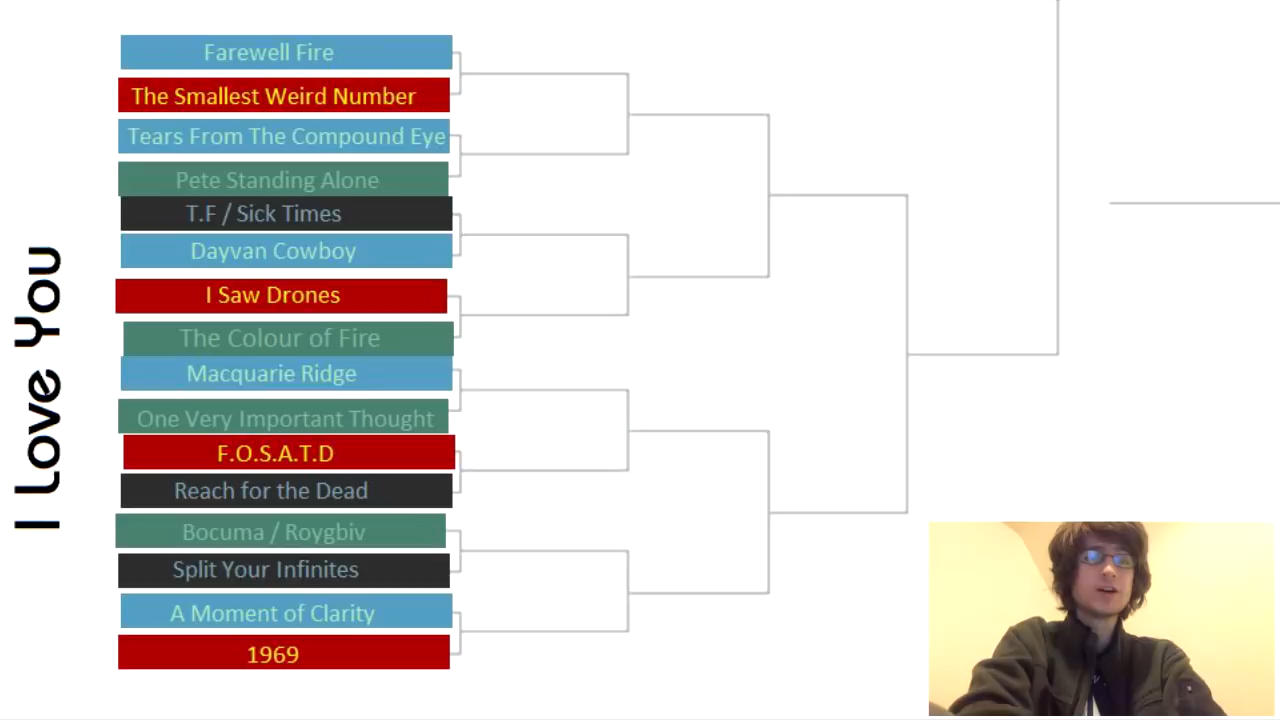 I Love You
Farewell Fire
The Smallest Weird Number
Tears From The Compound Eye
Pete Standing Alone
T.F / Sick Times
Dayvan Cowboy
I Saw Drones
The Colour of Fire
Macquarie Ridge
One Very Important Thought
F.O.S.A.T.D
Reach for the Dead
Bocuma / Roygbiv
Split Your Infinites
A Moment of Clarity
1969